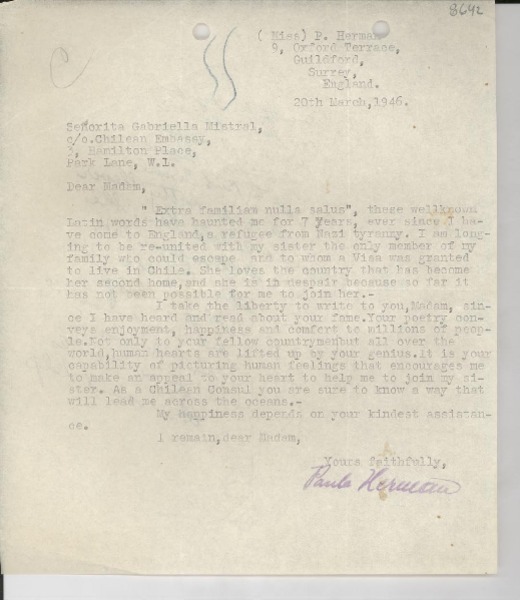 8642
(Miss) P. Herman
9, Oxford Terrace,
Guildford,
Surrey,
England.
20th March,1946.
Señorita Gabriella Mistral,
c/o.Chilean Embassy,
3, Hamilton Place,
Park Lane, W.1.
Dear Madam,
" Extra familiam nulla salus", these wellknown
Latin words have haunted me for 7 Years, ever since I ha-
ve come to England,a refugee from Nazi tyranny. I am long-
ing to be re-united with my sister the only member of my
family who could escape and to whom a Visa was granted
to live in Chile. She loves the country that has become
her second home,and she is in despair because so far it
has not been possible for me to join her.-
I take the liberty to write to you,Madam, sin-
ce I have heard and read about your fame.Your poetry con-
veys enjoyment, happiness and comfort to millions of peop-
le.Not only to your fellow countrymenbut all over the
world,human hearts are lifted up by your genius.It is your
capability of picturing human feelings that encourages me
to make an appeal to your heart to help me to join my si-
ster. As a Chilean Consul you are sure to know a way that
will lead me across the oceans.-
My happiness depends on your kindest assistan-
ce.
I remain,dear Madam,
Yours faithfully,
Paula Herman